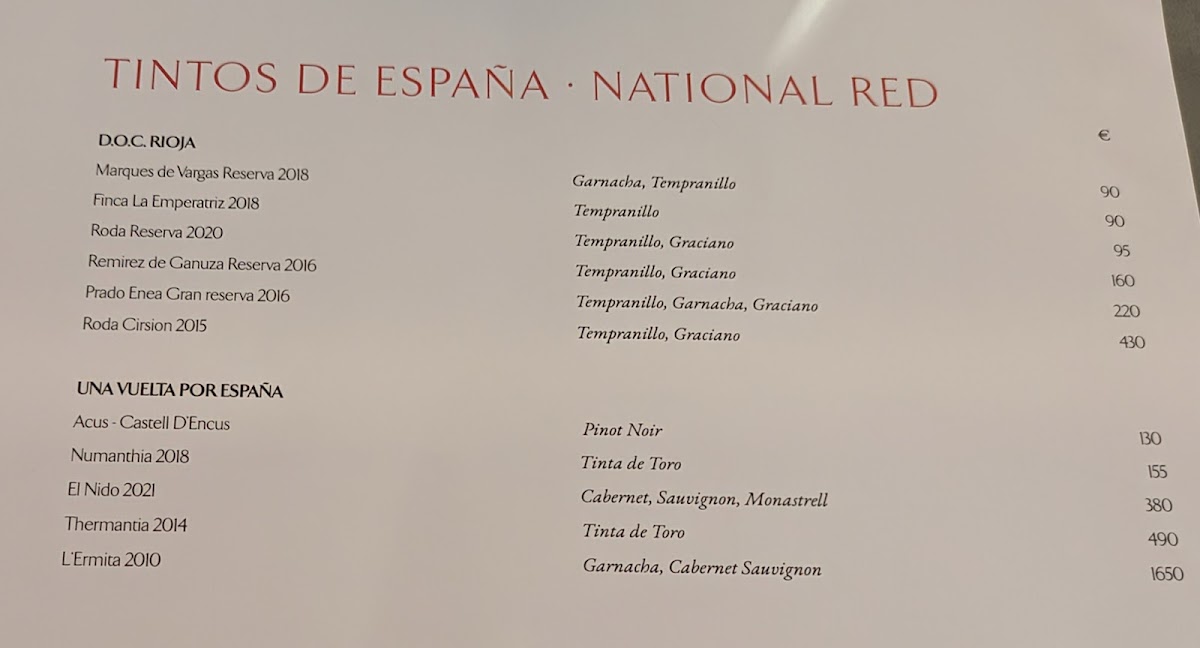 TINTOS DE ESPAÑA · NATIONAL RED
D.O.C. RIOJA €
Marques de Vargas Reserva 2018 Garnacha, Tempranillo 90
Finca La Emperatriz 2018 Tempranillo 90
Roda Reserva 2020 Tempranillo, Graciano 95
Remirez de Ganuza Reserva 2016 Tempranillo, Graciano 160
Prado Enea Gran reserva 2016 Tempranillo, Garnacha, Graciano 220
Roda Cirsion 2015 Tempranillo, Graciano 430
UNA VUELTA POR ESPAÑA
Acus - Castell D'Encus Pinot Noir 130
Numanthia 2018 Tinta de Toro 155
El Nido 2021 Cabernet, Sauvignon, Monastrell 380
Thermantia 2014 Tinta de Toro 490
L'Ermita 2010 Garnacha, Cabernet Sauvignon 1650